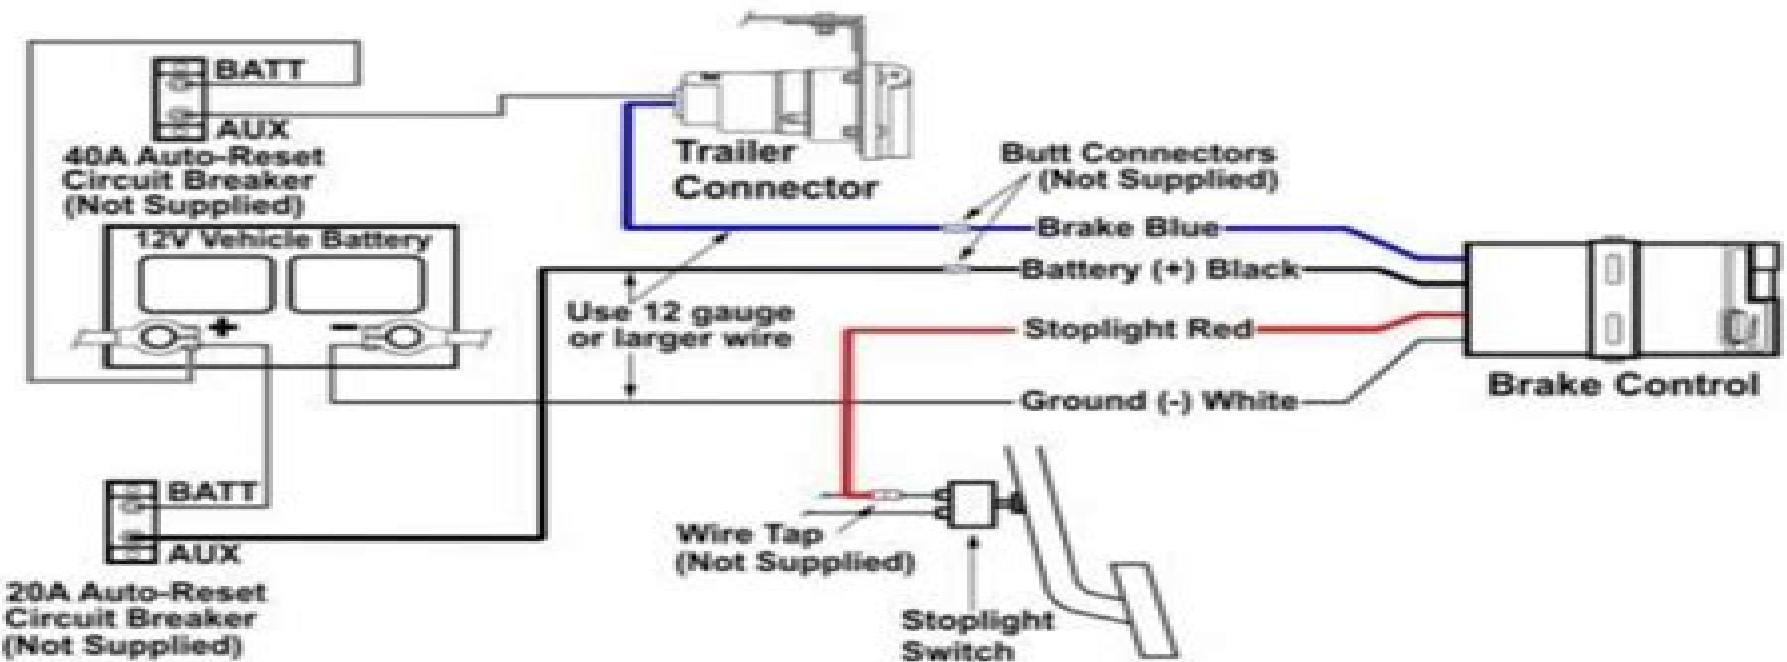 BATT
AUX
40A Auto-Reset
Circuit Breaker
(Not Supplied)
12V Vehicle Battery
+ −
Trailer
Connector
Butt Connectors
(Not Supplied)
Brake Blue
Battery (+) Black
Use 12 gauge
or larger wire
Stoplight Red
Ground (-) White
Brake Control
BATT
AUX
20A Auto-Reset
Circuit Breaker
(Not Supplied)
Wire Tap
(Not Supplied)
Stoplight
Switch